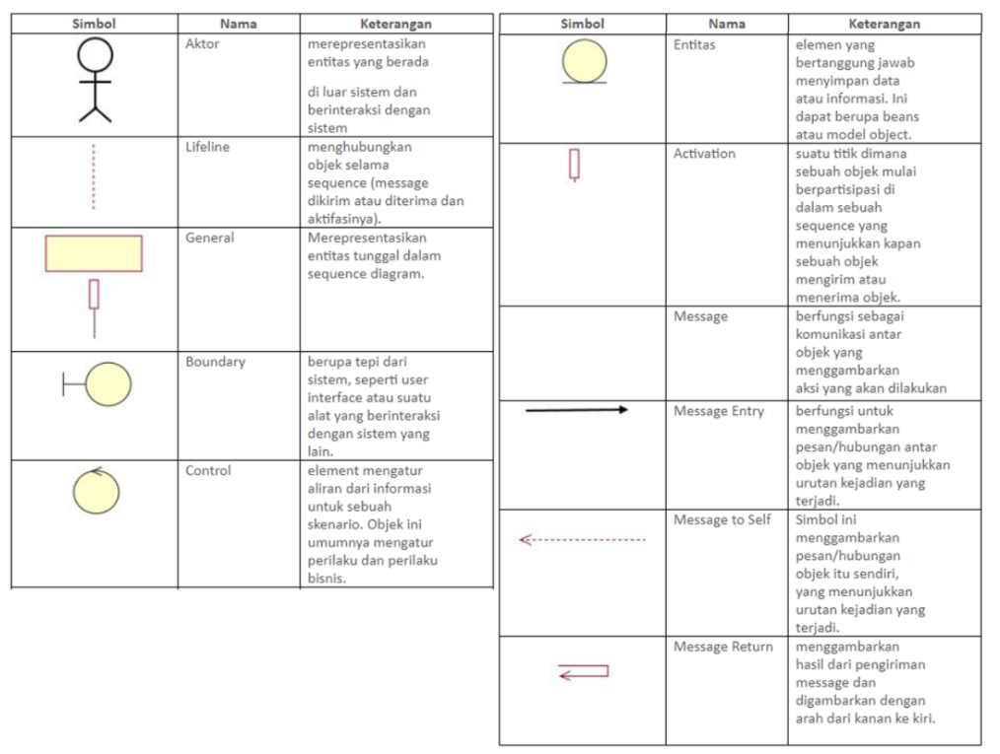 Simbol Nama Keterangan
Aktor merepresentasikan
entitas yang berada
di luar sistem dan
berinteraksi dengan
sistem
Lifeline menghubungkan
objek selama
sequence (message
dikirim atau diterima dan
aktifasinya).
General Merepresentasikan
entitas tunggal dalam
sequence diagram.
Boundary berupa tepi dari
sistem, seperti user
interface atau suatu
alat yang berinteraksi
dengan sistem yang
lain.
Control element mengatur
aliran dari informasi
untuk sebuah
skenario. Objek ini
umumnya mengatur
perilaku dan perilaku
bisnis.
Simbol Nama Keterangan
Entitas elemen yang
bertanggung jawab
menyimpan data
atau informasi. Ini
dapat berupa beans
atau model object.
Activation suatu titik dimana
sebuah objek mulai
berpartisipasi di
dalam sebuah
sequence yang
menunjukkan kapan
sebuah objek
mengirim atau
menerima objek.
Message berfungsi sebagai
komunikasi antar
objek yang
menggambarkan
aksi yang akan dilakukan
Message Entry berfungsi untuk
menggambarkan
pesan/hubungan antar
objek yang menunjukkan
urutan kejadian yang
terjadi.
Message to Self Simbol ini
menggambarkan
pesan/hubungan
objek itu sendiri,
yang menunjukkan
urutan kejadian yang
terjadi.
Message Return menggambarkan
hasil dari pengiriman
message dan
digambarkan dengan
arah dari kanan ke kiri.